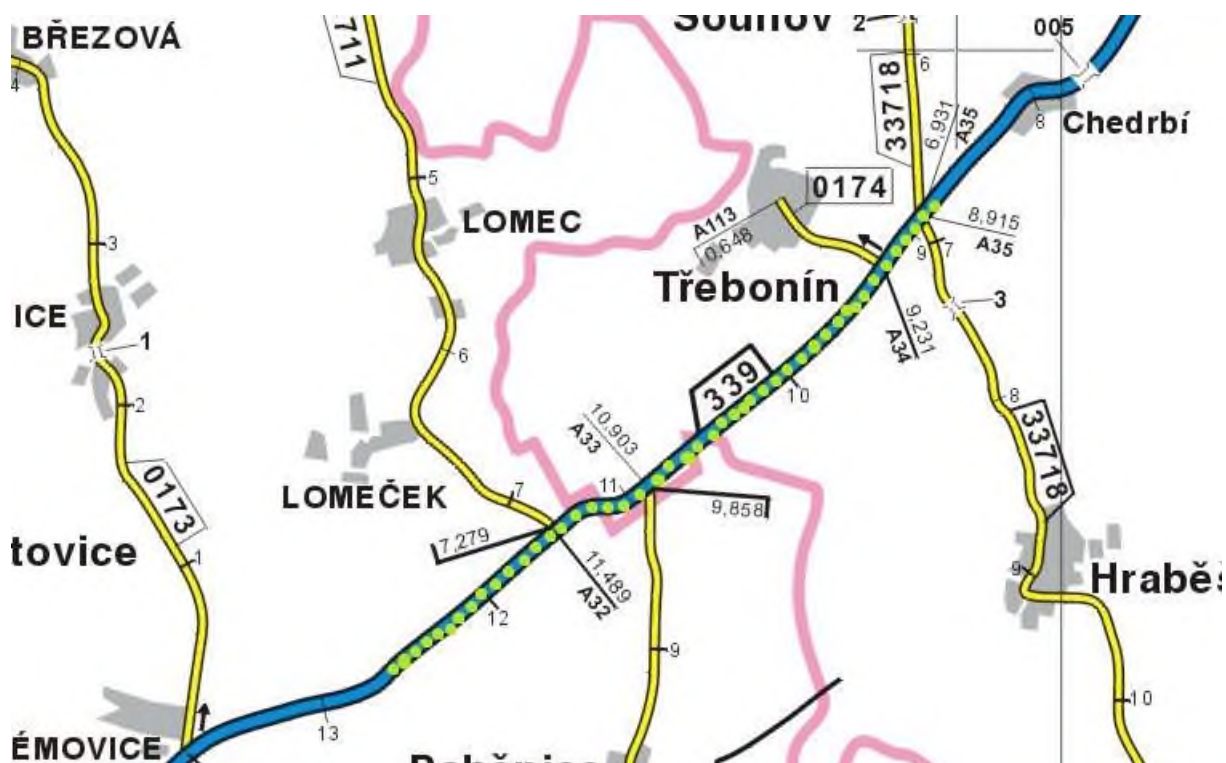 BŘEZOVÁ
4
711
2
005
6
33718
6,931
A35
8
Chedrbí
5
LOMEC
3
A113
0,648
0174
8,915
A35
9
7
Třebonín
3
9,231
A34
ICE
1
2
6
339
10
8
33718
10,903
A33
11
LOMEČEK
7
9,858
7,279
11,489
A32
0173
tovice
1
12
9
9
10
13
ÉMOVICE